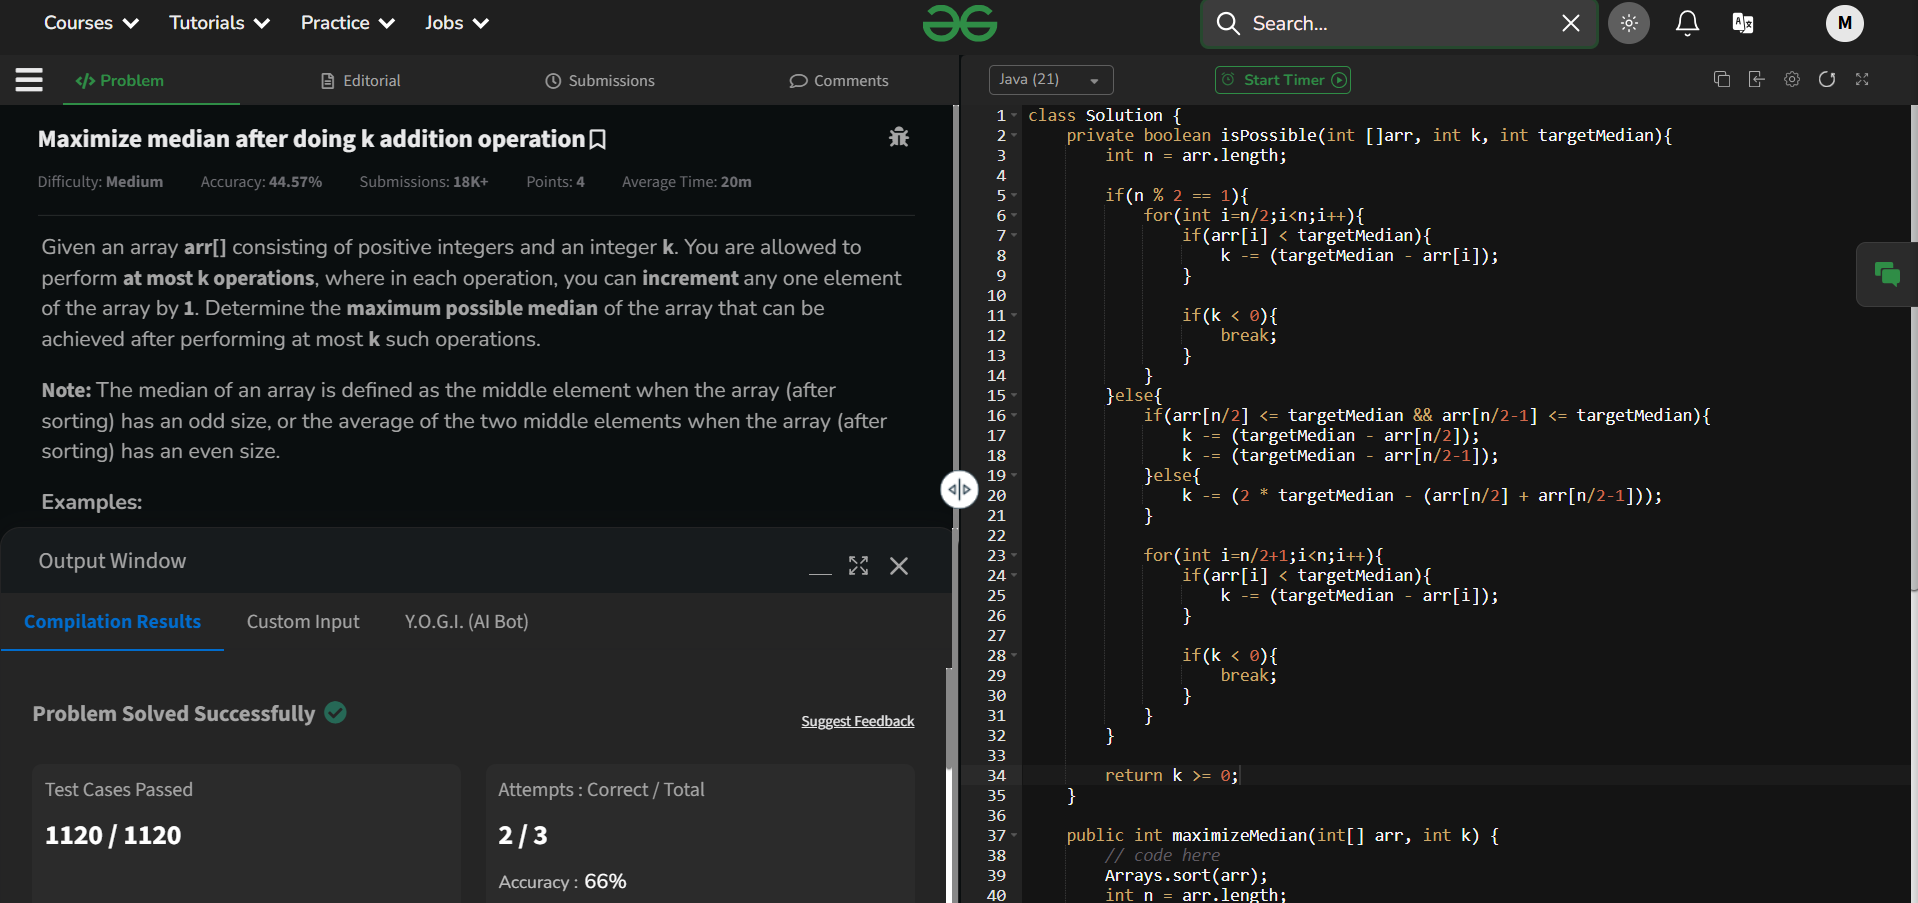 Courses Tutorials Practice Jobs Search... M
Problem Editorial Submissions Comments
Java (21) Start Timer
Maximize median after doing k addition operation
Difficulty: Medium Accuracy: 44.57% Submissions: 18K+ Points: 4 Average Time: 20m
Given an array arr[] consisting of positive integers and an integer k. You are allowed to
perform at most k operations, where in each operation, you can increment any one element
of the array by 1. Determine the maximum possible median of the array that can be
achieved after performing at most k such operations.
Note: The median of an array is defined as the middle element when the array (after
sorting) has an odd size, or the average of the two middle elements when the array (after
sorting) has an even size.
Examples:
Output Window
Compilation Results Custom Input Y.O.G.I. (AI Bot)
Problem Solved Successfully
Suggest Feedback
Test Cases Passed
1120 / 1120
Attempts : Correct / Total
2 / 3
Accuracy : 66%
1 class Solution {
2 private boolean isPossible(int []arr, int k, int targetMedian){
3 int n = arr.length;
4
5 if(n % 2 == 1){
6 for(int i=n/2;i<n;i++){
7 if(arr[i] < targetMedian){
8 k -= (targetMedian - arr[i]);
9 }
10
11 if(k < 0){
12 break;
13 }
14 }
15 }else{
16 if(arr[n/2] <= targetMedian && arr[n/2-1] <= targetMedian){
17 k -= (targetMedian - arr[n/2]);
18 k -= (targetMedian - arr[n/2-1]);
19 }else{
20 k -= (2 * targetMedian - (arr[n/2] + arr[n/2-1]));
21 }
22
23 for(int i=n/2+1;i<n;i++){
24 if(arr[i] < targetMedian){
25 k -= (targetMedian - arr[i]);
26 }
27
28 if(k < 0){
29 break;
30 }
31 }
32 }
33
34 return k >= 0;
35 }
36
37 public int maximizeMedian(int[] arr, int k) {
38 // code here
39 Arrays.sort(arr);
40 int n = arr.length;